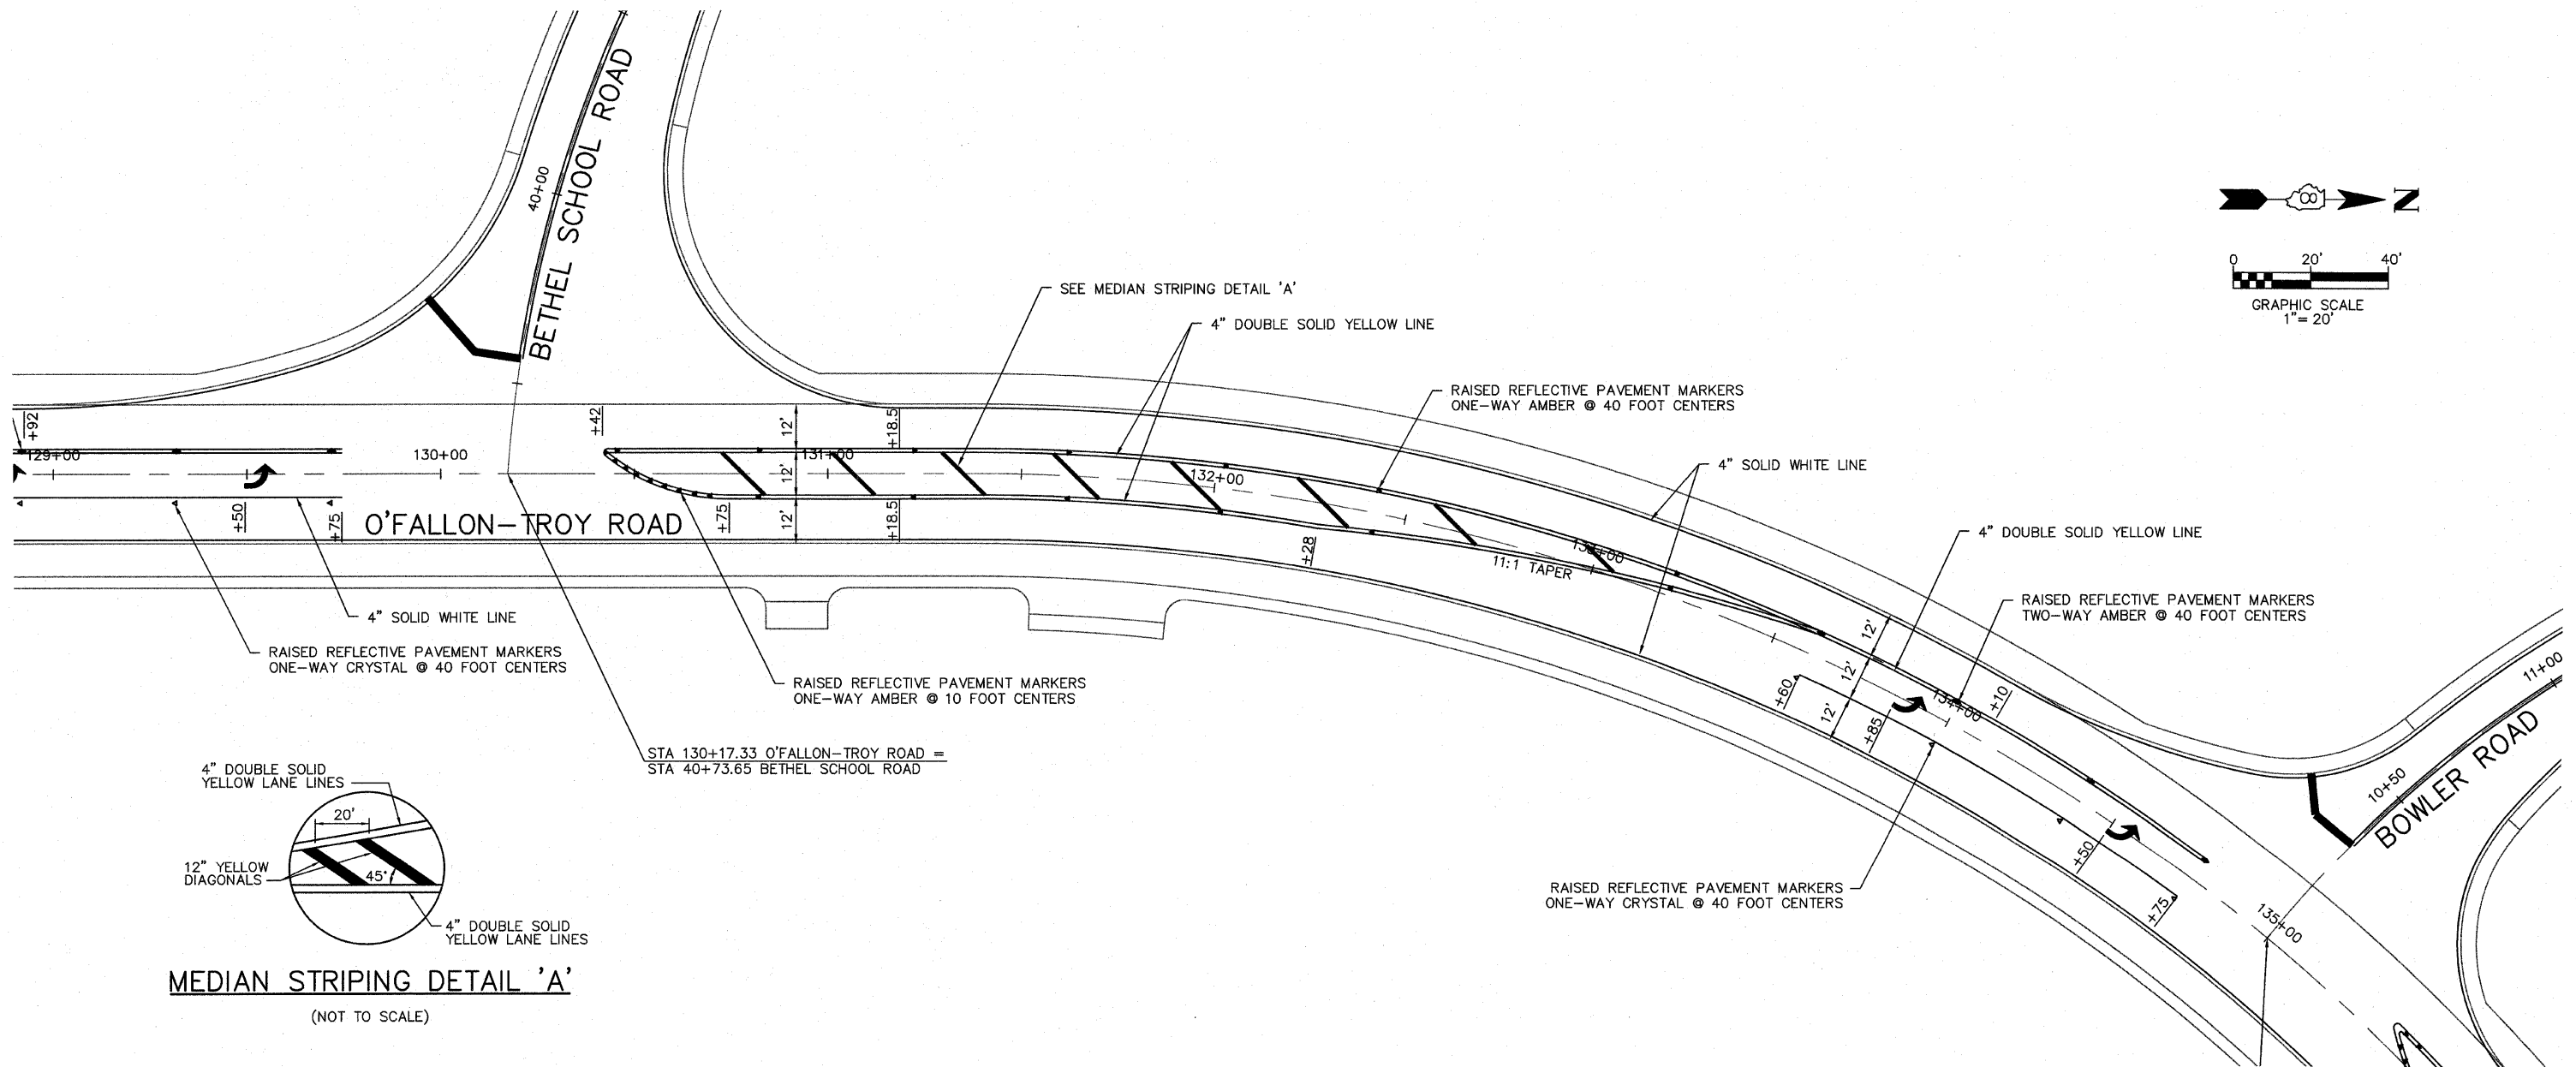 BETHEL SCHOOL ROAD
40+00
N
0 20' 40'
GRAPHIC SCALE
1"= 20'
SEE MEDIAN STRIPING DETAIL 'A'
4" DOUBLE SOLID YELLOW LINE
RAISED REFLECTIVE PAVEMENT MARKERS
ONE-WAY AMBER @ 40 FOOT CENTERS
4" SOLID WHITE LINE
+92
129+00
130+00
+42
12'
12'
12'
+18.5
131+00
132+00
+50
+75
O'FALLON-TROY ROAD
+75
+18.5
+28
133+00
11:1 TAPER
4" DOUBLE SOLID YELLOW LINE
RAISED REFLECTIVE PAVEMENT MARKERS
TWO-WAY AMBER @ 40 FOOT CENTERS
4" SOLID WHITE LINE
RAISED REFLECTIVE PAVEMENT MARKERS
ONE-WAY CRYSTAL @ 40 FOOT CENTERS
RAISED REFLECTIVE PAVEMENT MARKERS
ONE-WAY AMBER @ 10 FOOT CENTERS
12'
12'
12'
+60
+85
134+00
+10
11+00
10+50
BOWLER ROAD
STA 130+17.33 O'FALLON-TROY ROAD =
STA 40+73.65 BETHEL SCHOOL ROAD
4" DOUBLE SOLID
YELLOW LANE LINES
20'
12" YELLOW
DIAGONALS
45°
4" DOUBLE SOLID
YELLOW LANE LINES
MEDIAN STRIPING DETAIL 'A'
(NOT TO SCALE)
+50
+75
RAISED REFLECTIVE PAVEMENT MARKERS
ONE-WAY CRYSTAL @ 40 FOOT CENTERS
135+00